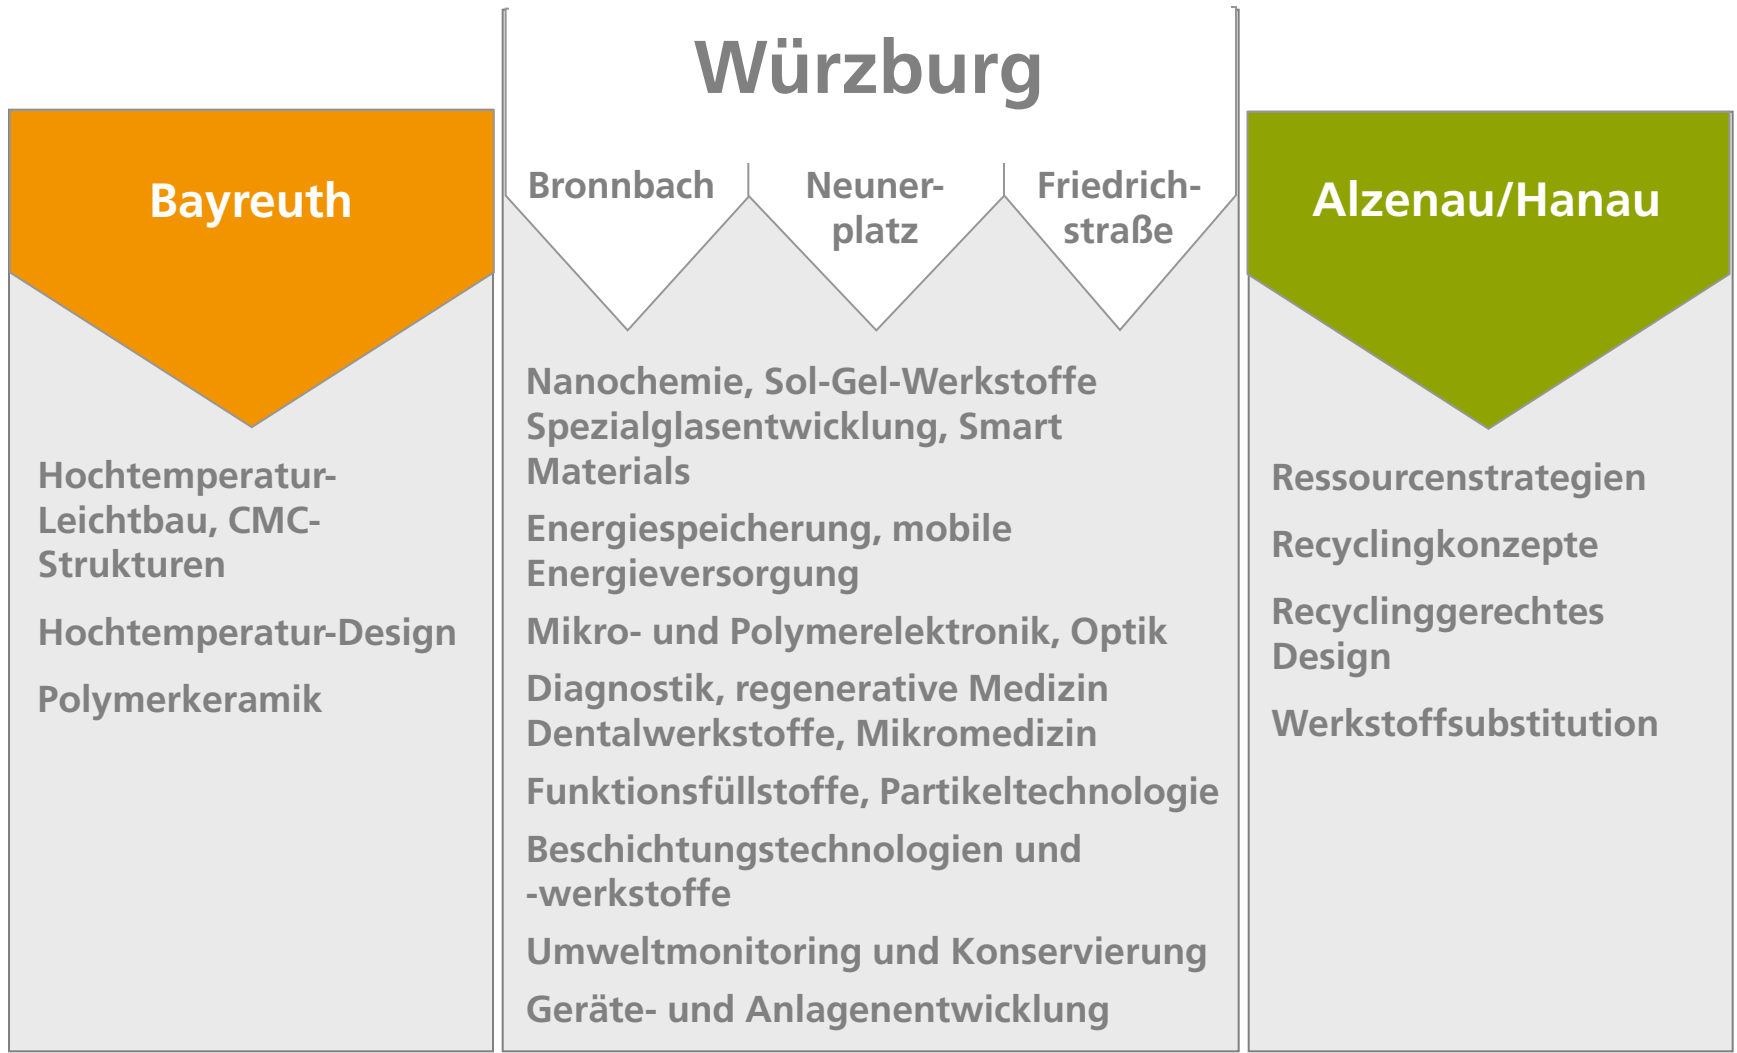 Würzburg
Bronnbach
Neuner-
platz
Friedrich-
straße
Bayreuth
Hochtemperatur-
Leichtbau, CMC-
Strukturen
Hochtemperatur-Design
Polymerkeramik
Nanochemie, Sol-Gel-Werkstoffe
Spezialglasentwicklung, Smart
Materials
Energiespeicherung, mobile
Energieversorgung
Mikro- und Polymerelektronik, Optik
Diagnostik, regenerative Medizin
Dentalwerkstoffe, Mikromedizin
Funktionsfüllstoffe, Partikeltechnologie
Beschichtungstechnologien und
-werkstoffe
Umweltmonitoring und Konservierung
Geräte- und Anlagenentwicklung
Alzenau/Hanau
Ressourcenstrategien
Recyclingkonzepte
Recyclinggerechtes
Design
Werkstoffsubstitution